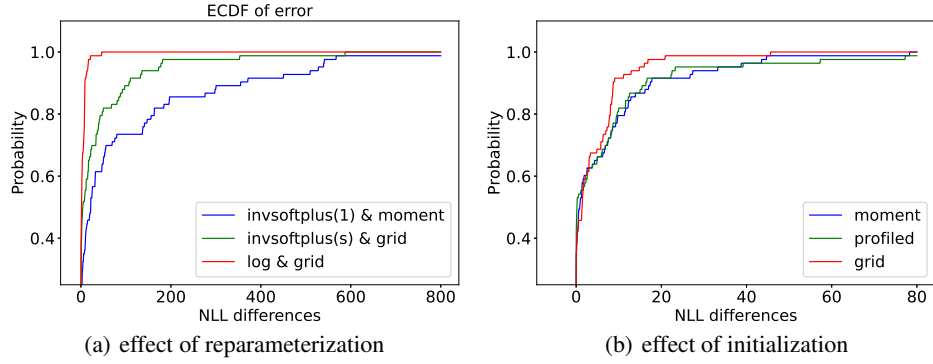 ECDF of error
Probability
1.0
0.8
0.6
0.4
invsoftplus(1) & moment
invsoftplus(s) & grid
log & grid
0 200 400 600 800
NLL differences
(a) effect of reparameterization
Probability
1.0
0.8
0.6
0.4
moment
profiled
grid
0 20 40 60 80
NLL differences
(b) effect of initialization